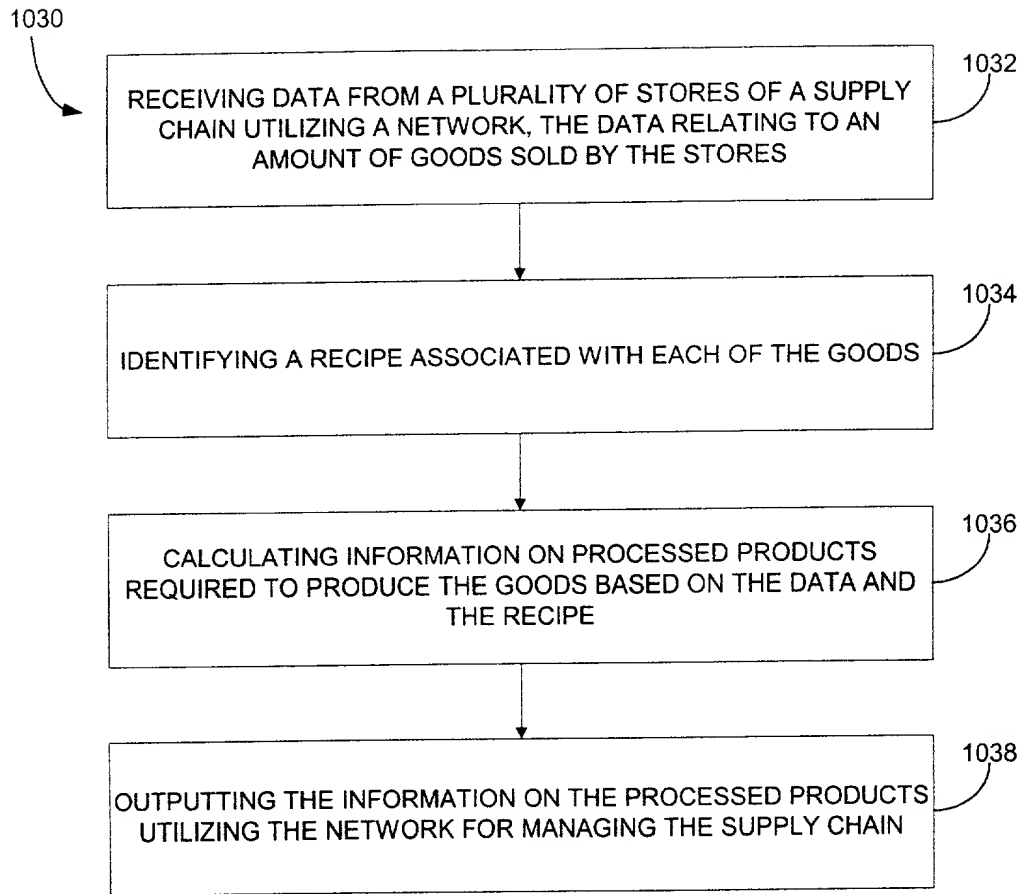 1030
1032
RECEIVING DATA FROM A PLURALITY OF STORES OF A SUPPLY
CHAIN UTILIZING A NETWORK, THE DATA RELATING TO AN
AMOUNT OF GOODS SOLD BY THE STORES
1034
IDENTIFYING A RECIPE ASSOCIATED WITH EACH OF THE GOODS
1036
CALCULATING INFORMATION ON PROCESSED PRODUCTS
REQUIRED TO PRODUCE THE GOODS BASED ON THE DATA AND
THE RECIPE
1038
OUTPUTTING THE INFORMATION ON THE PROCESSED PRODUCTS
UTILIZING THE NETWORK FOR MANAGING THE SUPPLY CHAIN